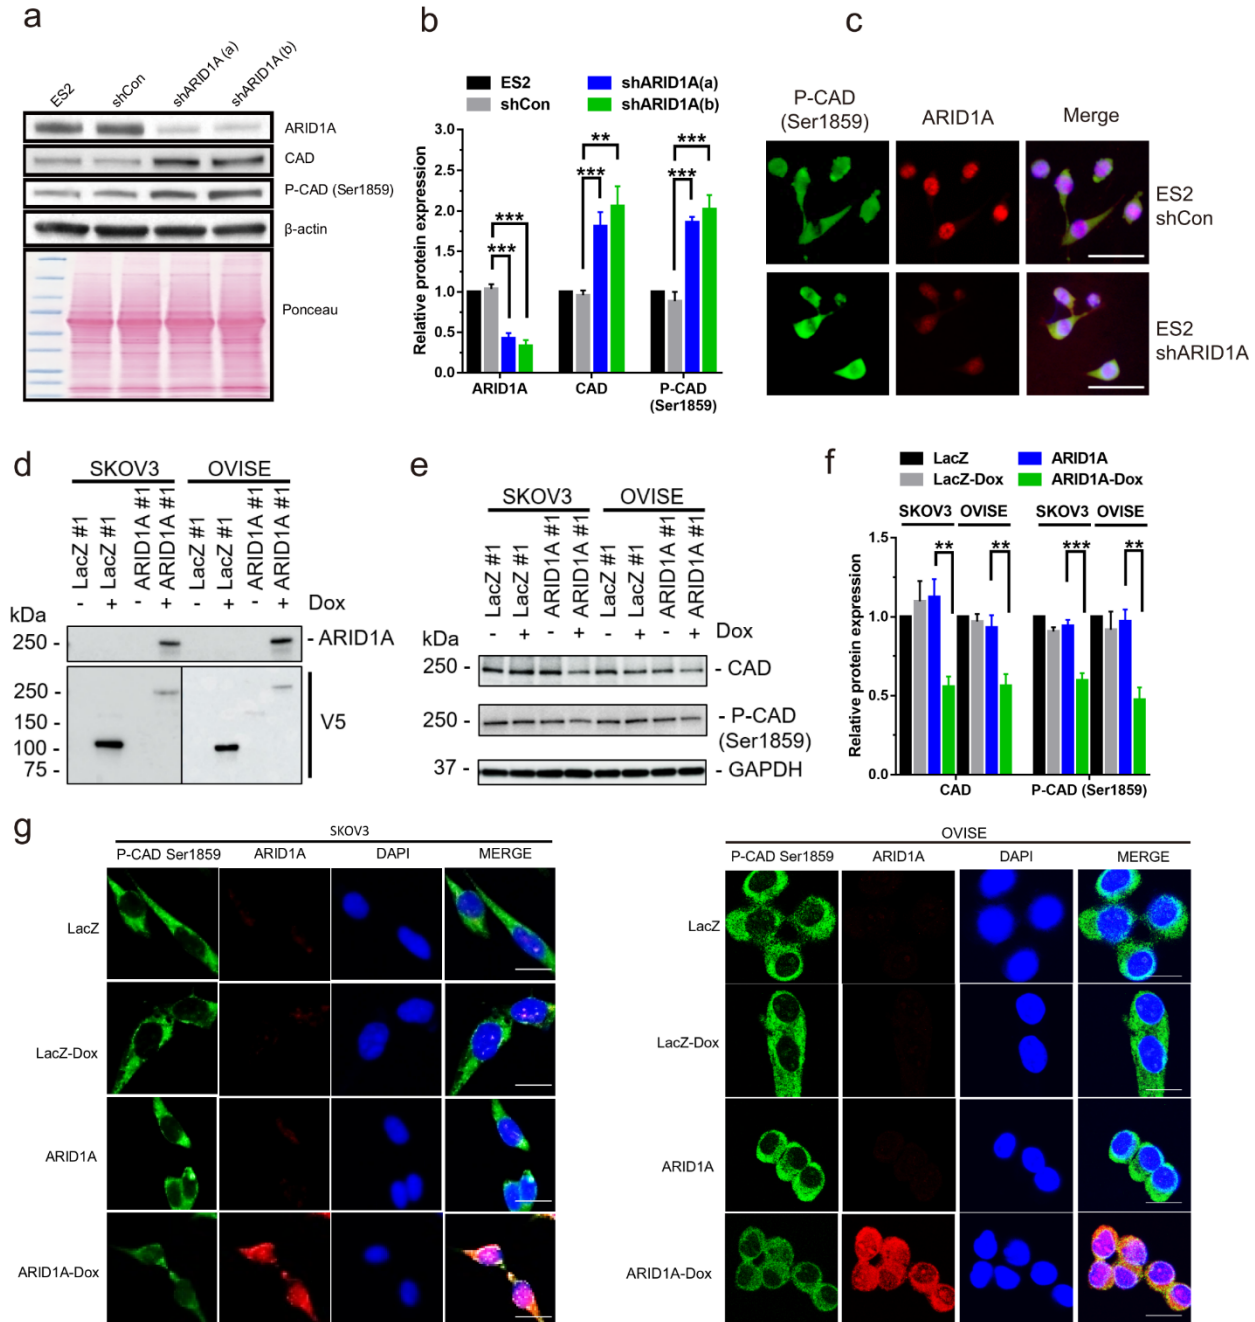 a
ES2
shCon
shARID1A(a)
shARID1A(b)
ARID1A
CAD
P-CAD (Ser1859)
β-actin
Ponceau
b
ES2
shARID1A(a)
shCon
shARID1A(b)
Relative protein expression
3.0
2.5
2.0
1.5
1.0
0.5
0.0
***
***
***
**
***
***
ARID1A
CAD
P-CAD
(Ser1859)
c
P-CAD
(Ser1859)
ARID1A
Merge
ES2
shCon
ES2
shARID1A
d
SKOV3
OVISE
LacZ #1
LacZ #1
ARID1A #1
ARID1A #1
LacZ #1
LacZ #1
ARID1A #1
ARID1A #1
- + - + - + - + Dox
kDa
250 -
- ARID1A
250 -
150 -
100 -
75 -
V5
e
SKOV3
OVISE
LacZ #1
LacZ #1
ARID1A #1
ARID1A #1
LacZ #1
LacZ #1
ARID1A #1
ARID1A #1
kDa
- + - + - + - + Dox
250 -
- CAD
250 -
- P-CAD
(Ser1859)
37 -
- GAPDH
f
LacZ
ARID1A
LacZ-Dox
ARID1A-Dox
SKOV3
OVISE
SKOV3
OVISE
Relative protein expression
1.5
1.0
0.5
0.0
**
**
***
**
CAD
P-CAD (Ser1859)
g
SKOV3
P-CAD Ser1859
ARID1A
DAPI
MERGE
LacZ
LacZ-Dox
ARID1A
ARID1A-Dox
OVISE
P-CAD Ser1859
ARID1A
DAPI
MERGE
LacZ
LacZ-Dox
ARID1A
ARID1A-Dox